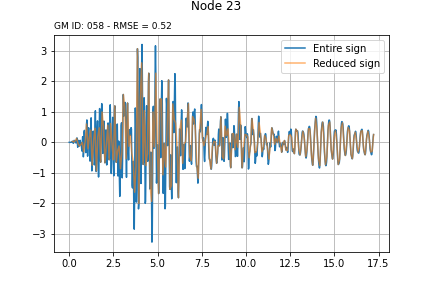 Node 23
GM ID: 058 - RMSE = 0.52
Entire sign
Reduced sign
3
2
1
0
−1
−2
−3
0.0 2.5 5.0 7.5 10.0 12.5 15.0 17.5